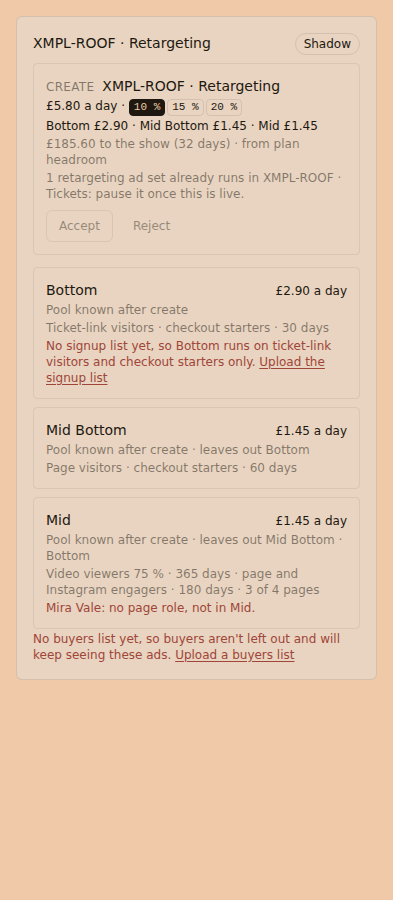 XMPL-ROOF · Retargeting
Shadow
CREATE XMPL-ROOF · Retargeting
£5.80 a day · 10 % 15 % 20 %
Bottom £2.90 · Mid Bottom £1.45 · Mid £1.45
£185.60 to the show (32 days) · from plan
headroom
1 retargeting ad set already runs in XMPL-ROOF ·
Tickets: pause it once this is live.
Accept Reject
Bottom £2.90 a day
Pool known after create
Ticket-link visitors · checkout starters · 30 days
No signup list yet, so Bottom runs on ticket-link
visitors and checkout starters only. Upload the
signup list
Mid Bottom £1.45 a day
Pool known after create · leaves out Bottom
Page visitors · checkout starters · 60 days
Mid £1.45 a day
Pool known after create · leaves out Mid Bottom ·
Bottom
Video viewers 75 % · 365 days · page and
Instagram engagers · 180 days · 3 of 4 pages
Mira Vale: no page role, not in Mid.
No buyers list yet, so buyers aren't left out and will
keep seeing these ads. Upload a buyers list